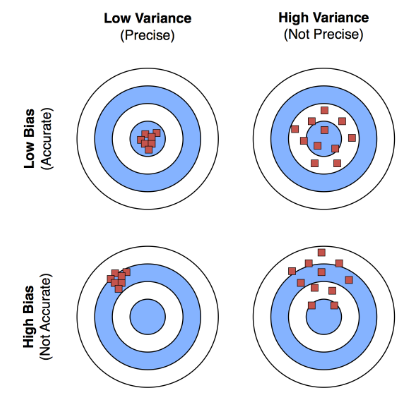 Low Variance
(Precise)
High Variance
(Not Precise)
Low Bias
(Accurate)
High Bias
(Not Accurate)